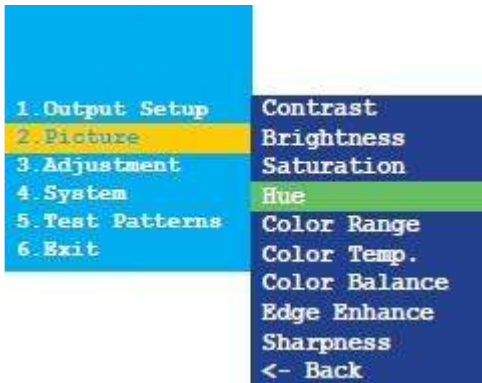 1.Output Setup
2.Picture
3.Adjustment
4.System
5.Test Patterns
6.Exit
Contrast
Brightness
Saturation
Hue
Color Range
Color Temp.
Color Balance
Edge Enhance
Sharpness
<- Back